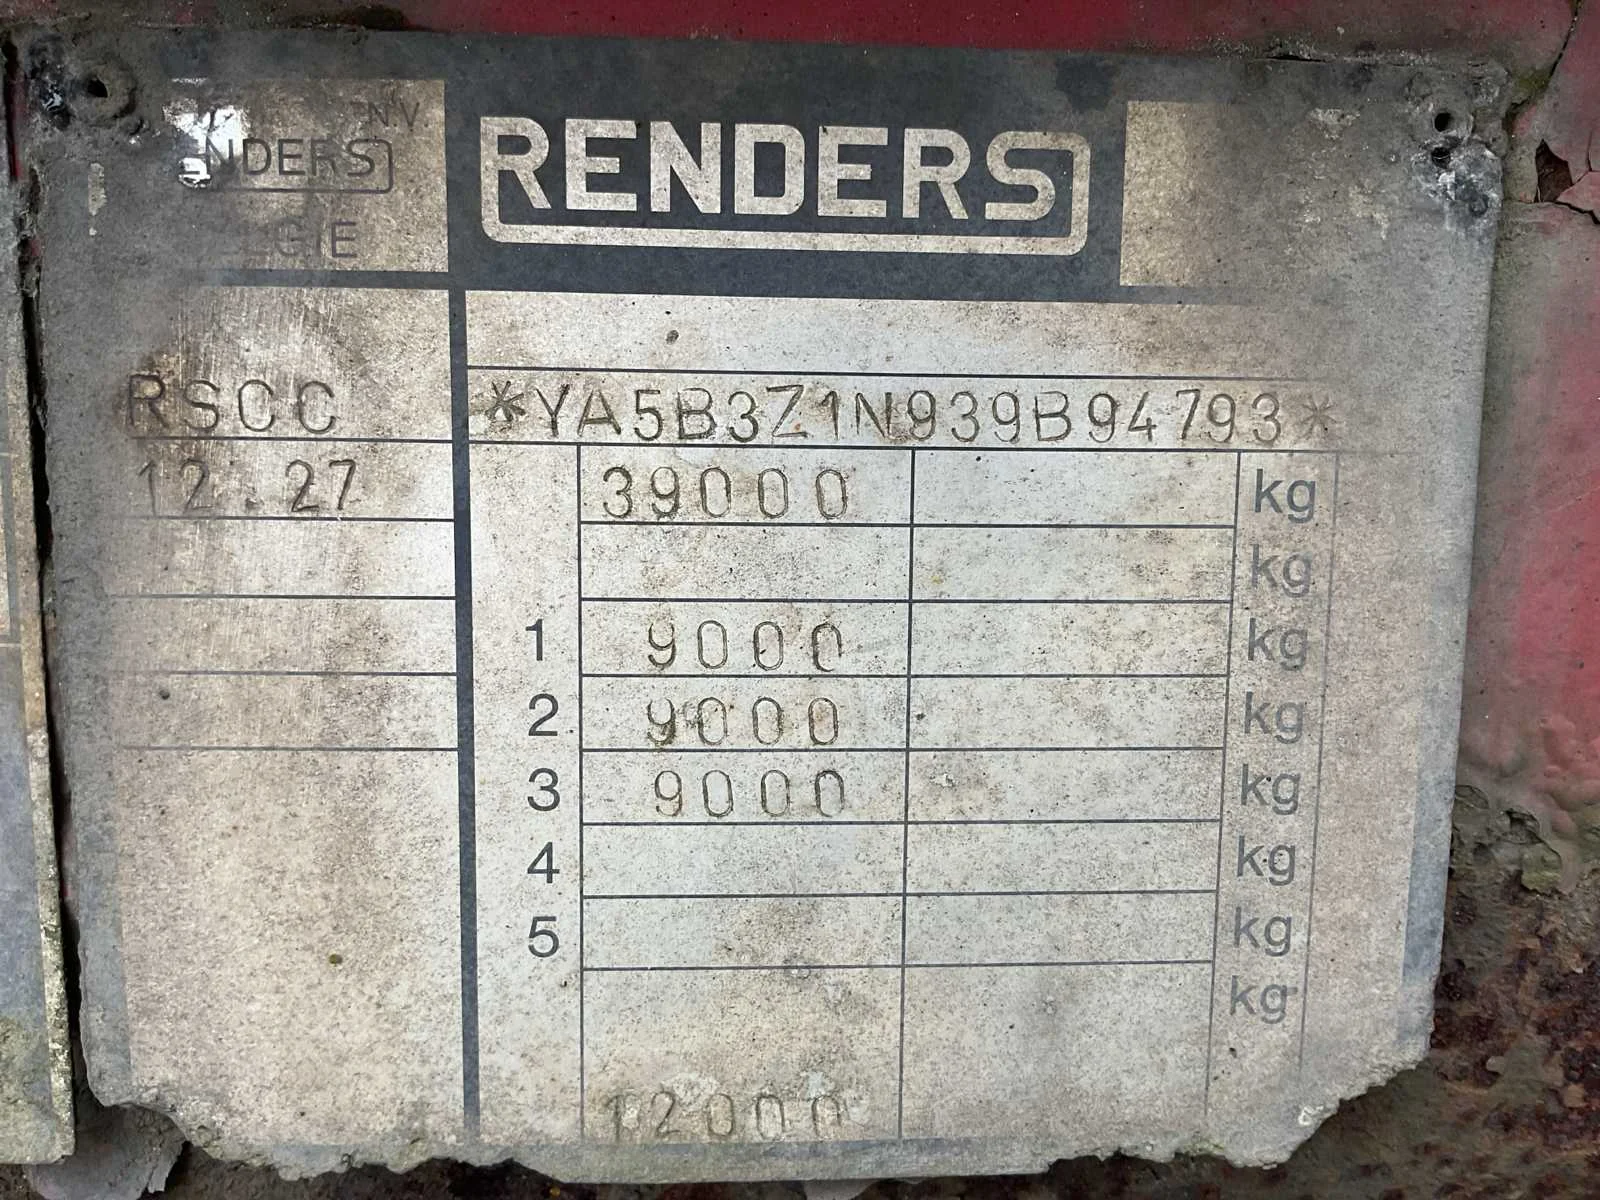 N.V.
NDERS
LGIE
RENDERS
RSCC
*YA5B3Z1N939B94793*
12.27
39000 kg
kg
1 9000 kg
2 9000 kg
3 9000 kg
4 kg
5 kg
kg
12000